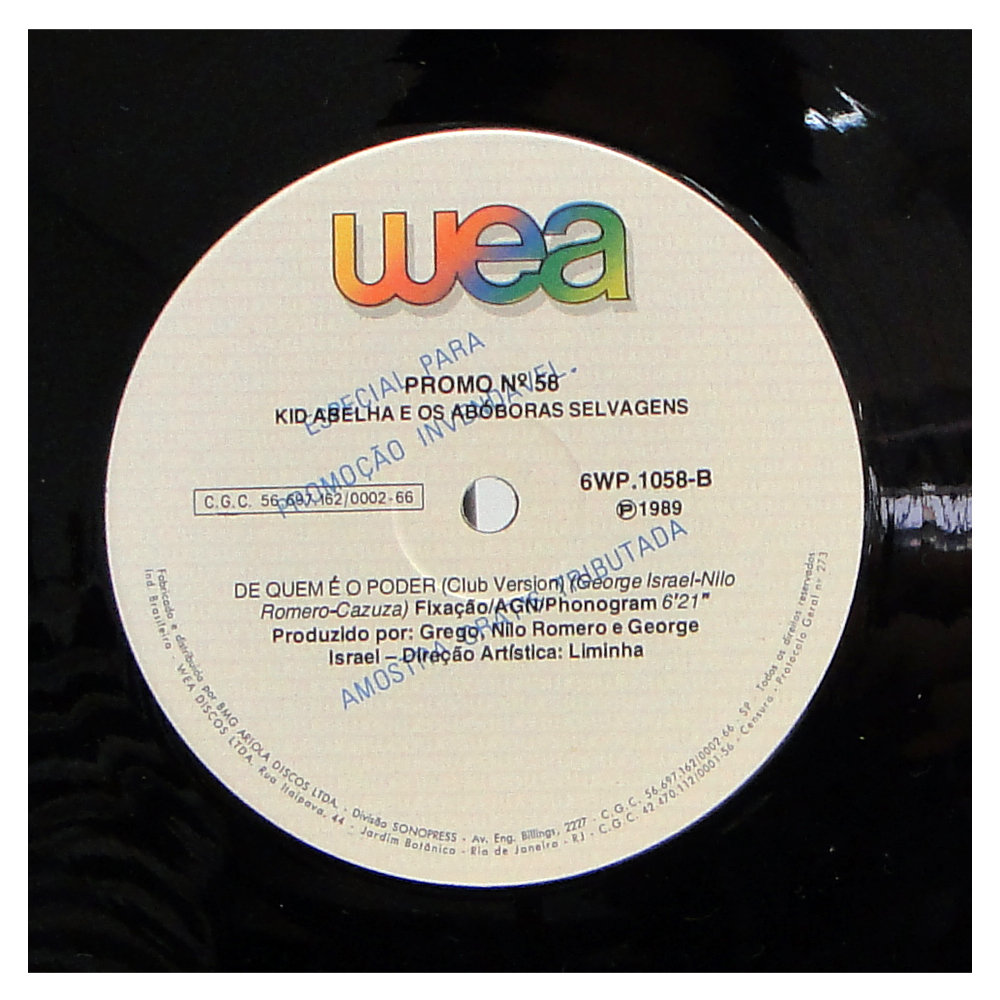 wea
ESPECIAL PARA
PROMOÇÃO INVENDAVEL.
PROMO Nº 58
KID ABELHA E OS ABÓBORAS SELVAGENS
6WP.1058-B
C.G.C. 56.697.162/0002-66
Ⓟ1989
AMOSTRA GRATIS TRIBUTADA
DE QUEM É O PODER (Club Version) (George Israel-Nilo
Romero-Cazuza) Fixação/AGN/Phonogram 6'21"
Produzido por: Grego, Nilo Romero e George
Israel – Direção Artística: Liminha
Fabricado e distribuído por BMG ARIOLA DISCOS LTDA. - Divisão SONOPRESS - Av. Eng. Billings, 2227 - C.G.C. 56.697.162/0002-66 - SP Todos os direitos reservados
Ind. Brasileira - WEA DISCOS LTDA. Rua Itaipava, 44 - Jardim Botânico - Rio de Janeiro - RJ - C.G.C. 42.470.112/0001-56 - Censura - Protocolo Geral nº 273